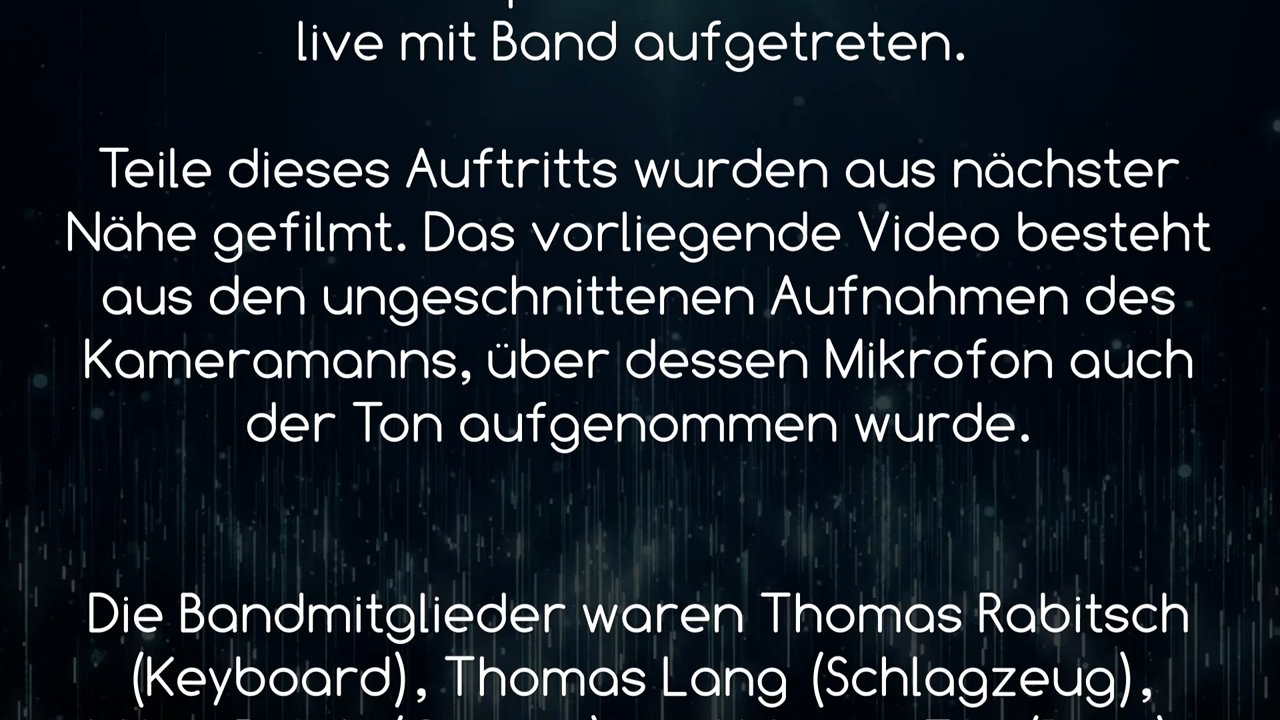 live mit Band aufgetreten.
Teile dieses Auftritts wurden aus nächster
Nähe gefilmt. Das vorliegende Video besteht
aus den ungeschnittenen Aufnahmen des
Kameramanns, über dessen Mikrofon auch
der Ton aufgenommen wurde.
Die Bandmitglieder waren Thomas Rabitsch
(Keyboard), Thomas Lang (Schlagzeug),